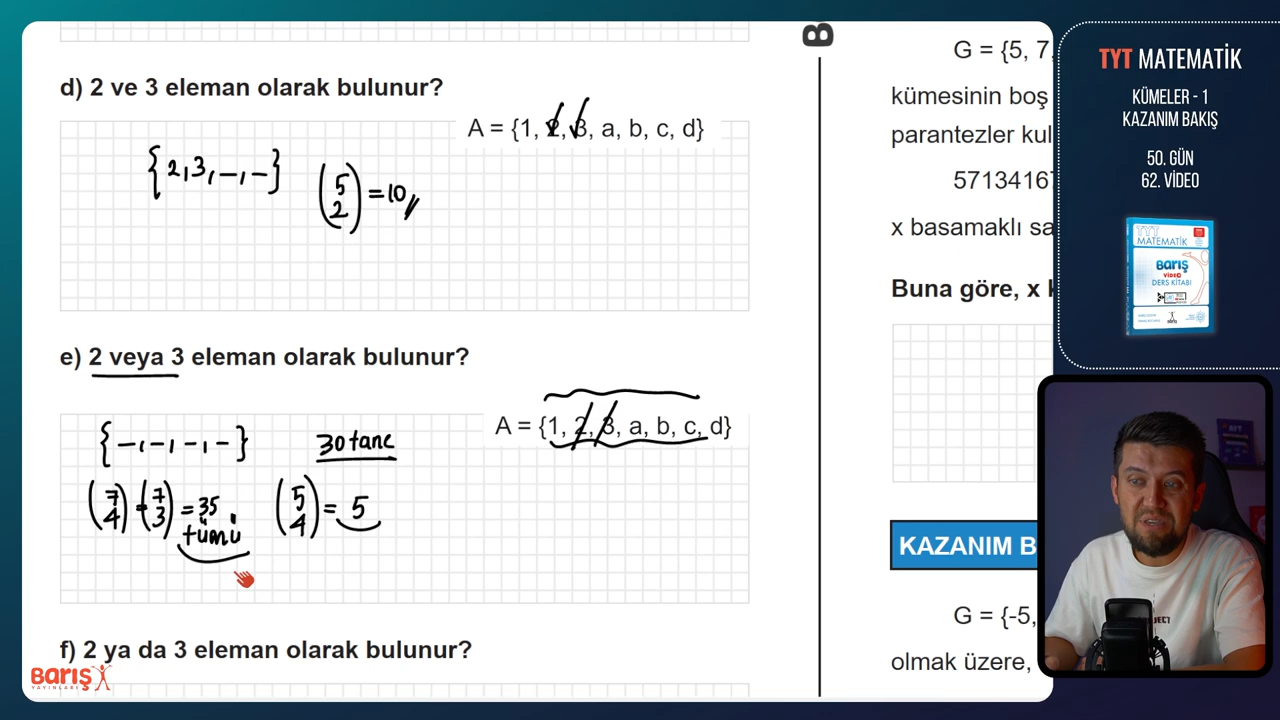 d) 2 ve 3 eleman olarak bulunur?
A = {1, 2, 3, a, b, c, d}
{2,3, –, –}
(5 2) = 10
e) 2 veya 3 eleman olarak bulunur?
A = {1, 2, 3, a, b, c, d}
{–, –, –, –}
30 tane
(7 4) = (7 3) = 35
tümü
(5 4) = 5
f) 2 ya da 3 eleman olarak bulunur?
BARIŞ
YAYINLARI
B
G = {5, 7,
kümesinin boş
parantezler kul
5713416
x basamaklı sa
Buna göre, x
KAZANIM B
G = {-5,
olmak üzere,
TYT MATEMATİK
KÜMELER - 1
KAZANIM BAKIŞ
50. GÜN
62. VİDEO
TYT
MATEMATİK
BARIŞ
VİDEO
DERS KİTABI